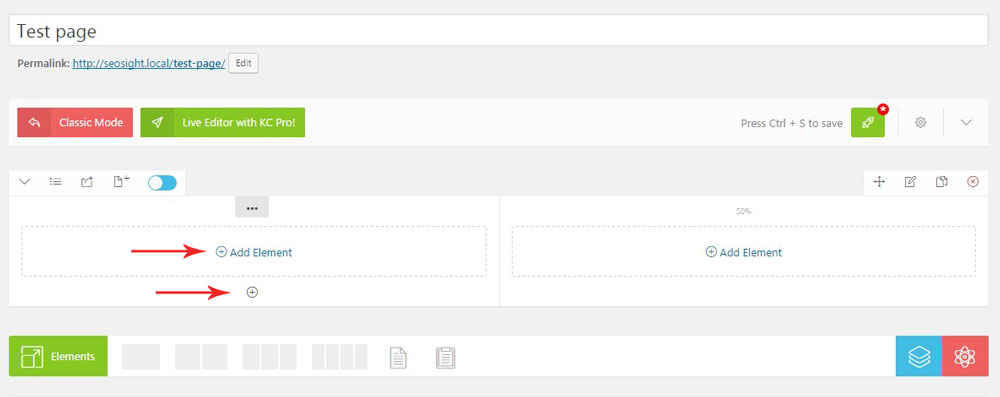 Test page
Permalink: http://seosight.local/test-page/ Edit
Classic Mode Live Editor with KC Pro! Press Ctrl + S to save
50%
Add Element Add Element
Elements